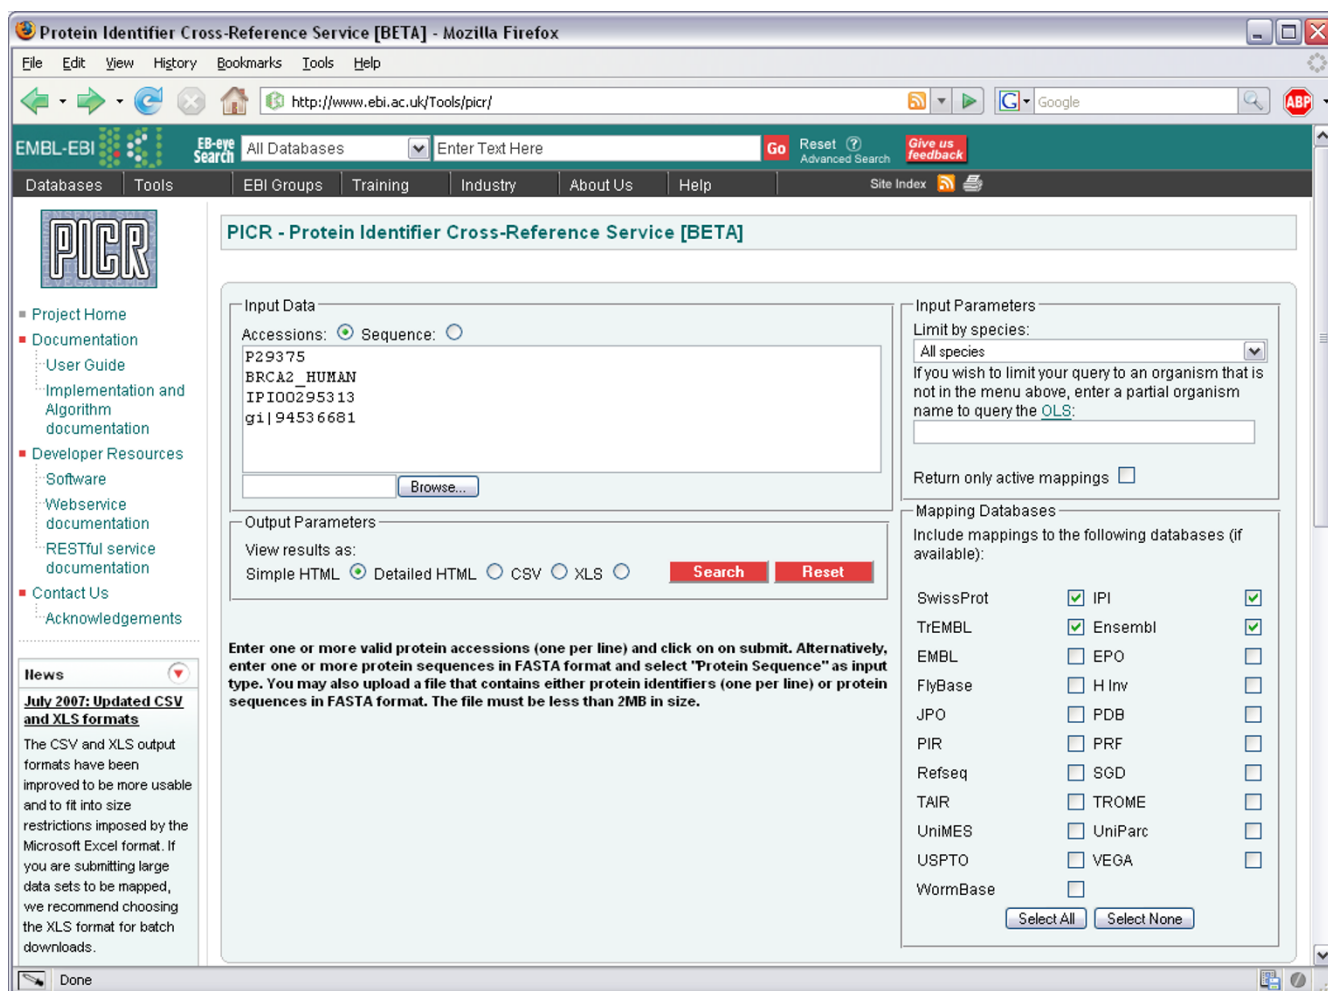 Protein Identifier Cross-Reference Service [BETA] - Mozilla Firefox
File Edit View History Bookmarks Tools Help
http://www.ebi.ac.uk/Tools/picr/
G Google
ABP
EMBL-EBI
EB-eye Search
All Databases
Enter Text Here
Go
Reset ?
Advanced Search
Give us feedback
Databases Tools EBI Groups Training Industry About Us Help Site Index
PICR
PICR - Protein Identifier Cross-Reference Service [BETA]
Project Home
Documentation
User Guide
Implementation and
Algorithm
documentation
Developer Resources
Software
Webservice
documentation
RESTful service
documentation
Contact Us
Acknowledgements
News
July 2007: Updated CSV
and XLS formats
The CSV and XLS output
formats have been
improved to be more usable
and to fit into size
restrictions imposed by the
Microsoft Excel format. If
you are submitting large
data sets to be mapped,
we recommend choosing
the XLS format for batch
downloads.
Input Data
Accessions: Sequence:
P29375
BRCA2_HUMAN
IPI00295313
gi|94536681
Browse...
Output Parameters
View results as:
Simple HTML Detailed HTML CSV XLS Search Reset
Enter one or more valid protein accessions (one per line) and click on on submit. Alternatively,
enter one or more protein sequences in FASTA format and select "Protein Sequence" as input
type. You may also upload a file that contains either protein identifiers (one per line) or protein
sequences in FASTA format. The file must be less than 2MB in size.
Input Parameters
Limit by species:
All species
If you wish to limit your query to an organism that is
not in the menu above, enter a partial organism
name to query the OLS:
Return only active mappings
Mapping Databases
Include mappings to the following databases (if
available):
SwissProt IPI
TrEMBL Ensembl
EMBL EPO
FlyBase H Inv
JPO PDB
PIR PRF
Refseq SGD
TAIR TROME
UniMES UniParc
USPTO VEGA
WormBase
Select All Select None
Done